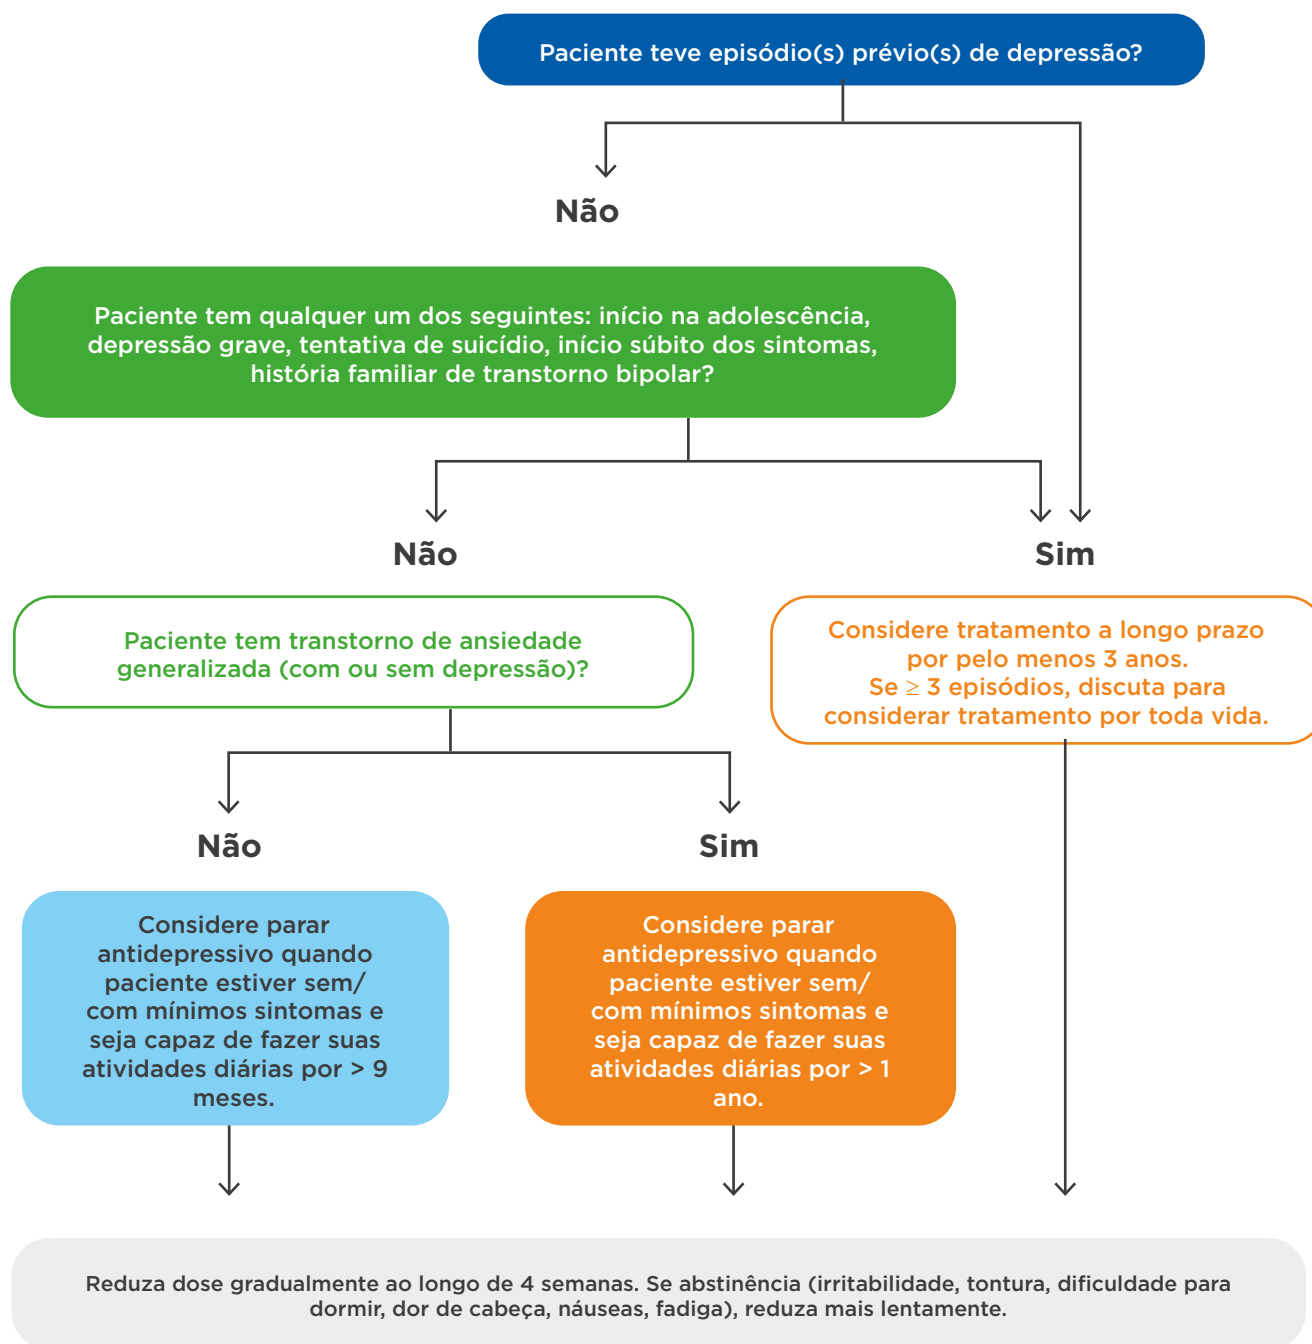 Paciente teve episódio(s) prévio(s) de depressão?
Não
Paciente tem qualquer um dos seguintes: início na adolescência,
depressão grave, tentativa de suicídio, início súbito dos sintomas,
história familiar de transtorno bipolar?
Não
Sim
Paciente tem transtorno de ansiedade
generalizada (com ou sem depressão)?
Considere tratamento a longo prazo
por pelo menos 3 anos.
Se ≥ 3 episódios, discuta para
considerar tratamento por toda vida.
Não
Sim
Considere parar
antidepressivo quando
paciente estiver sem/
com mínimos sintomas e
seja capaz de fazer suas
atividades diárias por > 9
meses.
Considere parar
antidepressivo quando
paciente estiver sem/
com mínimos sintomas e
seja capaz de fazer suas
atividades diárias por > 1
ano.
Reduza dose gradualmente ao longo de 4 semanas. Se abstinência (irritabilidade, tontura, dificuldade para
dormir, dor de cabeça, náuseas, fadiga), reduza mais lentamente.